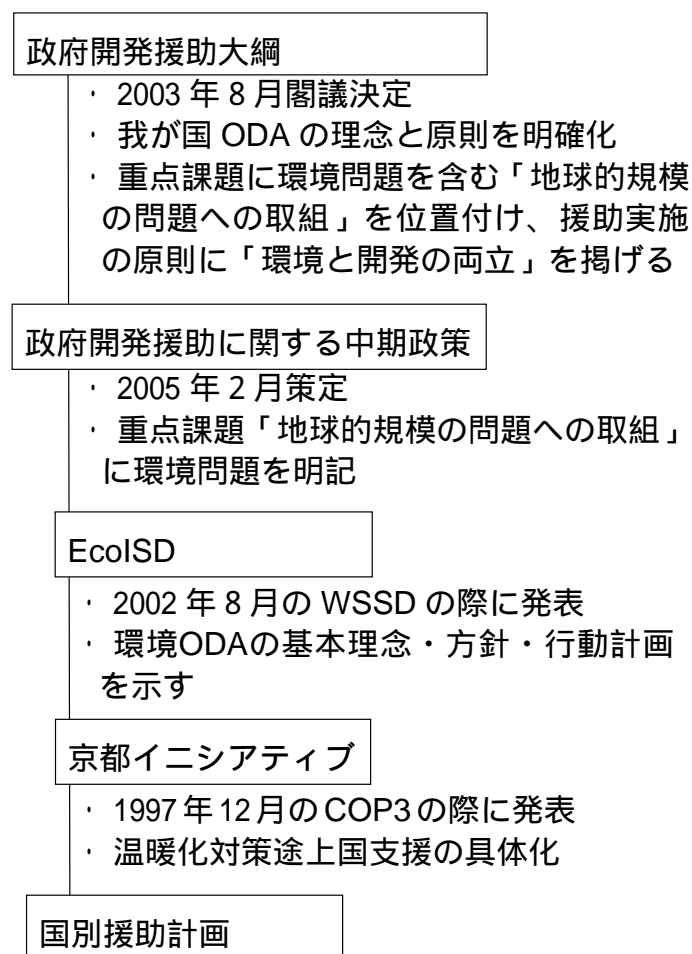 政府開発援助大綱
・ 2003 年 8 月閣議決定
・ 我が国 ODA の理念と原則を明確化
・ 重点課題に環境問題を含む「地球的規模
の問題への取組」を位置付け、援助実施
の原則に「環境と開発の両立」を掲げる
政府開発援助に関する中期政策
・ 2005 年 2 月策定
・ 重点課題「地球的規模の問題への取組」
に環境問題を明記
EcoISD
・ 2002 年 8 月の WSSD の際に発表
・ 環境ODAの基本理念・方針・行動計画
を示す
京都イニシアティブ
・ 1997 年 12 月の COP3 の際に発表
・ 温暖化対策途上国支援の具体化
国別援助計画